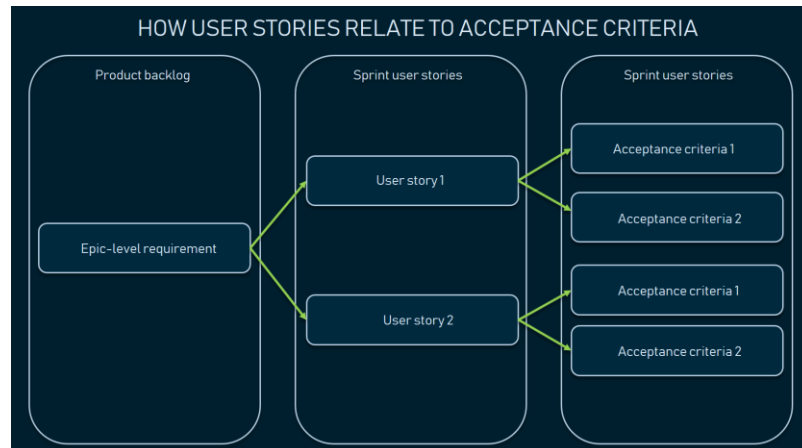 HOW USER STORIES RELATE TO ACCEPTANCE CRITERIA
Product backlog
Epic-level requirement
Sprint user stories
User story 1
User story 2
Sprint user stories
Acceptance criteria 1
Acceptance criteria 2
Acceptance criteria 1
Acceptance criteria 2